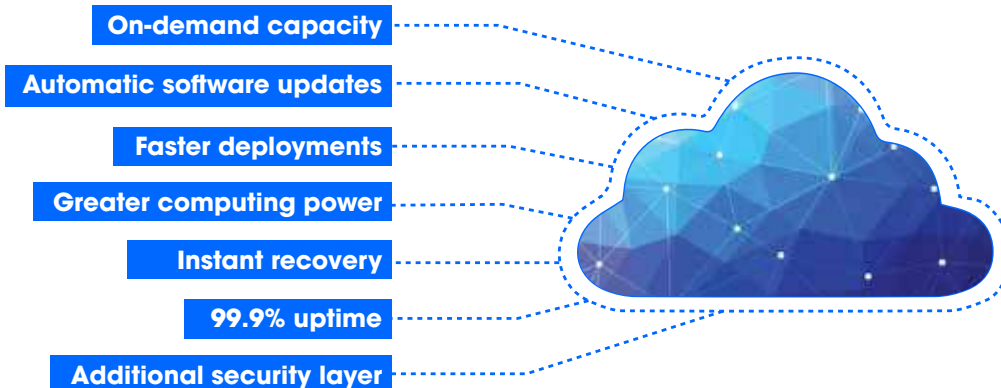 On-demand capacity
Automatic software updates
Faster deployments
Greater computing power
Instant recovery
99.9% uptime
Additional security layer